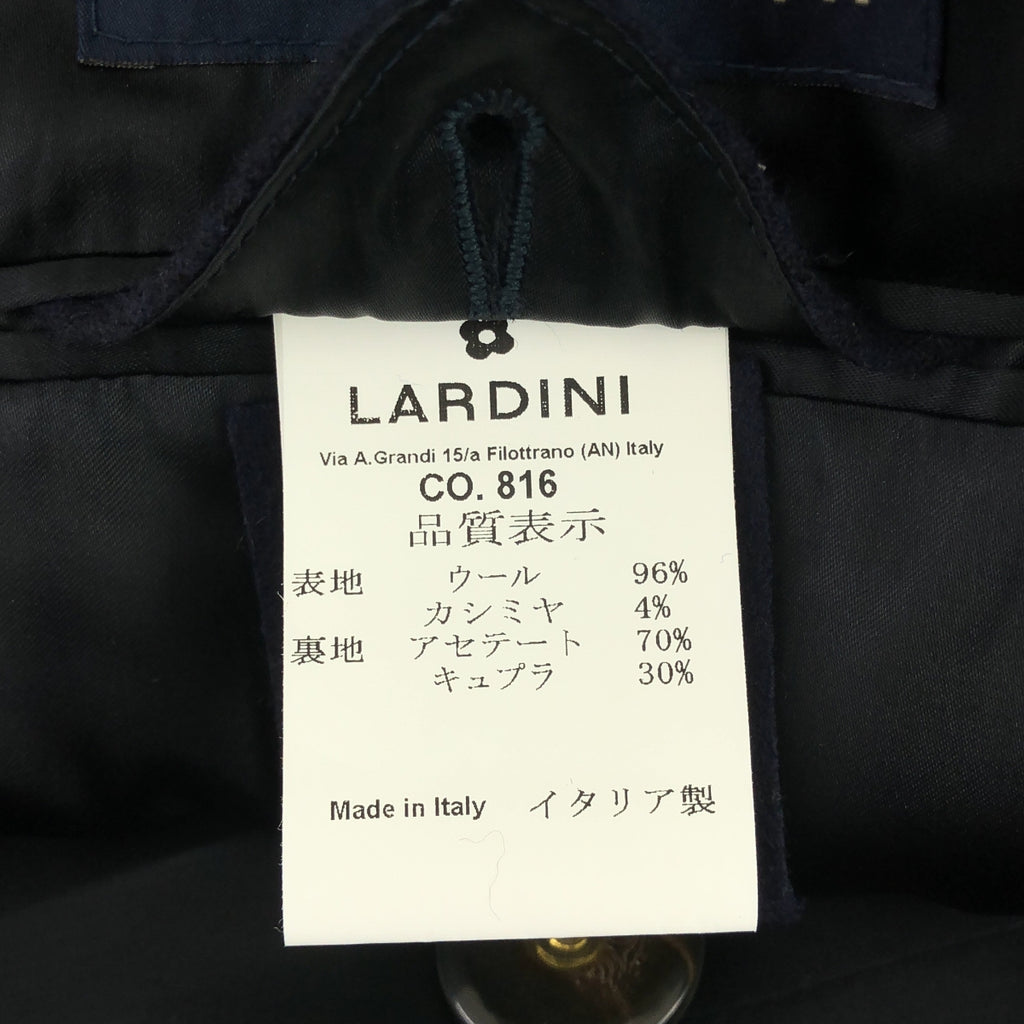 LARDINI
Via A.Grandi 15/a Filottrano (AN) Italy
CO. 816
品質表示
表地 ウール 96%
カシミヤ 4%
裏地 アセテート 70%
キュプラ 30%
Made in Italy イタリア製